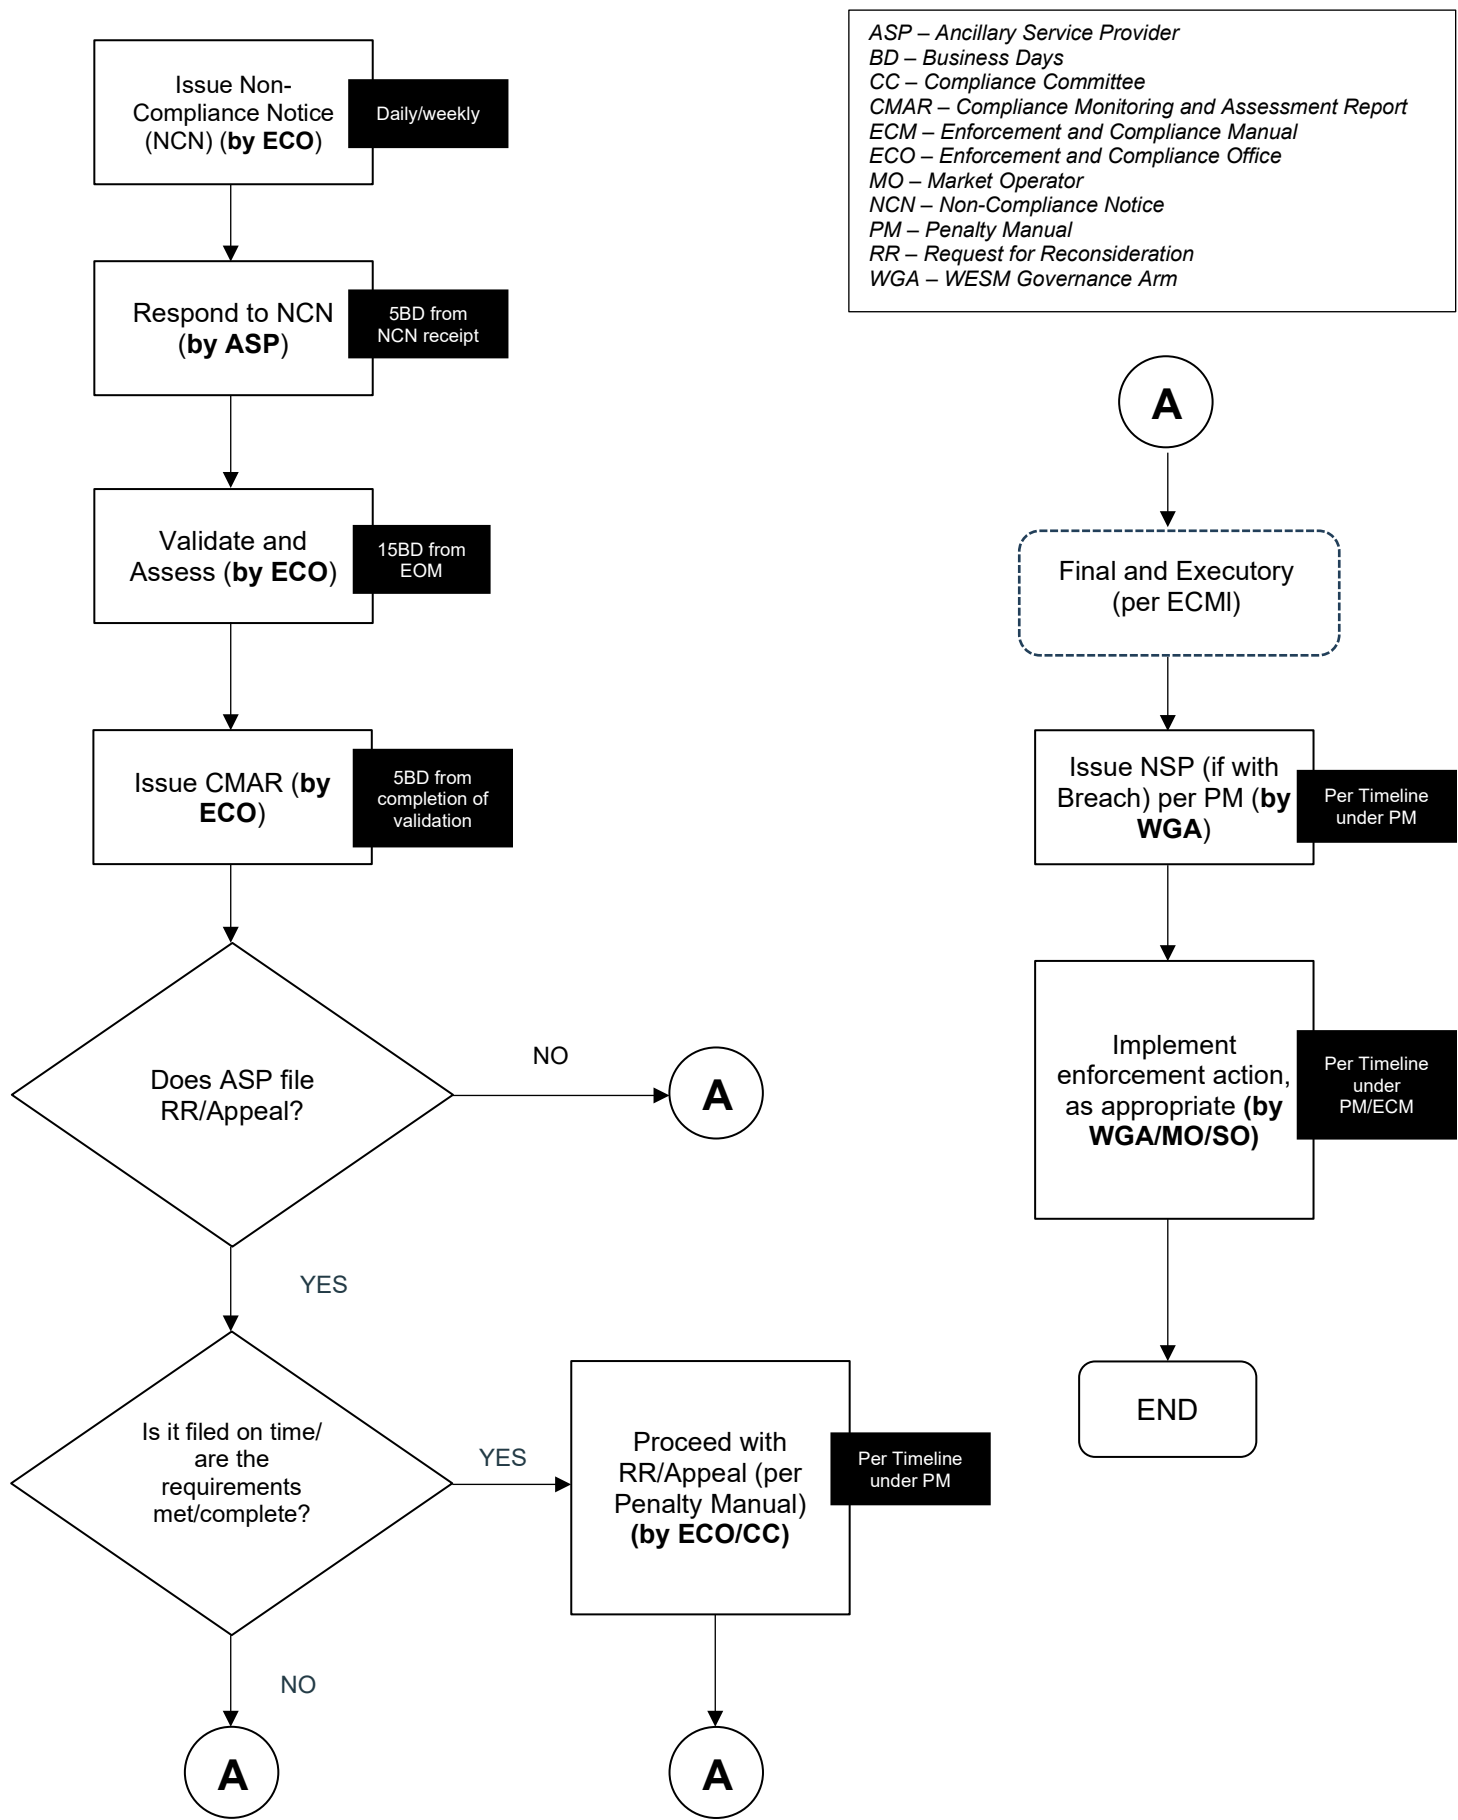 Issue Non-
Compliance Notice
(NCN) (by ECO)
Daily/weekly
Respond to NCN
(by ASP)
5BD from
NCN receipt
Validate and
Assess (by ECO)
15BD from
EOM
Issue CMAR (by
ECO)
5BD from
completion of
validation
Does ASP file
RR/Appeal?
NO
A
YES
Is it filed on time/
are the
requirements
met/complete?
YES
Proceed with
RR/Appeal (per
Penalty Manual)
(by ECO/CC)
Per Timeline
under PM
NO
A
A
ASP – Ancillary Service Provider
BD – Business Days
CC – Compliance Committee
CMAR – Compliance Monitoring and Assessment Report
ECM – Enforcement and Compliance Manual
ECO – Enforcement and Compliance Office
MO – Market Operator
NCN – Non-Compliance Notice
PM – Penalty Manual
RR – Request for Reconsideration
WGA – WESM Governance Arm
A
Final and Executory
(per ECMl)
Issue NSP (if with
Breach) per PM (by
WGA)
Per Timeline
under PM
Implement
enforcement action,
as appropriate (by
WGA/MO/SO)
Per Timeline
under
PM/ECM
END